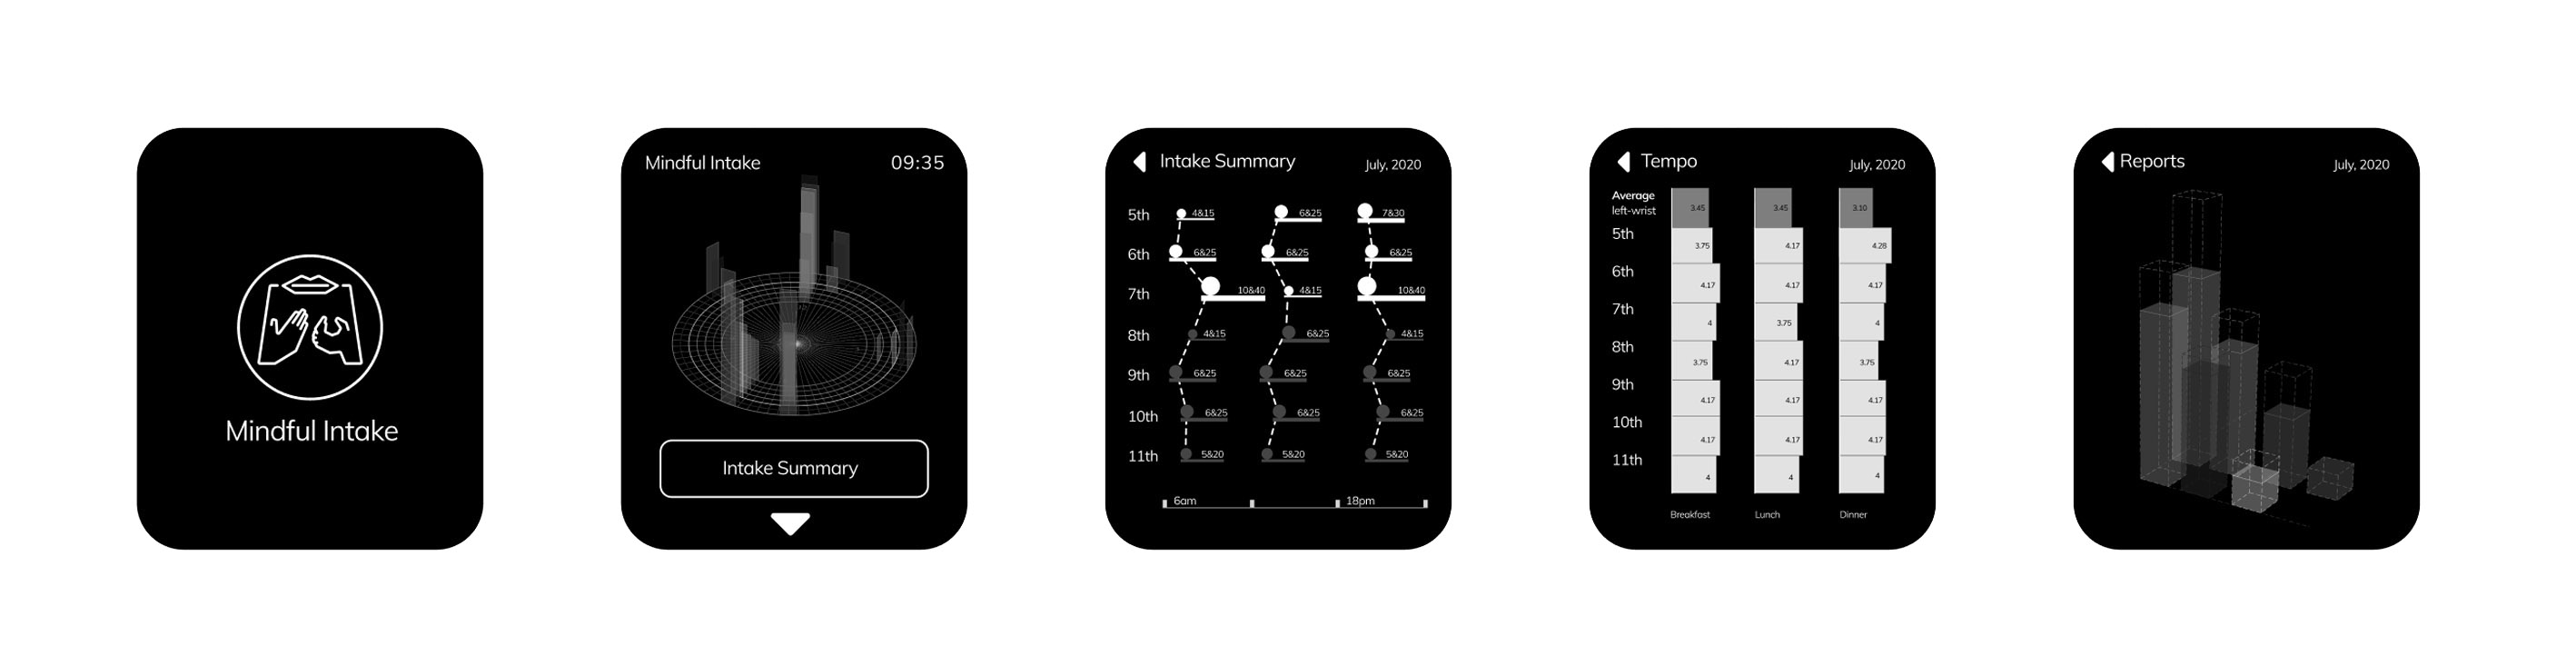 Mindful Intake
Mindful Intake 09:35
Intake Summary
Intake Summary July, 2020
5th 4&15 6&25 7&30
6th 6&25 6&25 6&25
7th 10&40 4&15 10&40
8th 4&15 6&25 4&15
9th 6&25 6&25 6&25
10th 6&25 6&25 6&25
11th 5&20 5&20 5&20
6am 18pm
Tempo July, 2020
Average
left-wrist 3.45 3.45 3.10
5th 3.75 4.17 4.28
6th 4.17 4.17 4.17
7th 4 3.75 4
8th 3.75 4.17 3.75
9th 4.17 4.17 4.17
10th 4.17 4.17 4.17
11th 4 4 4
Breakfast Lunch Dinner
Reports July, 2020